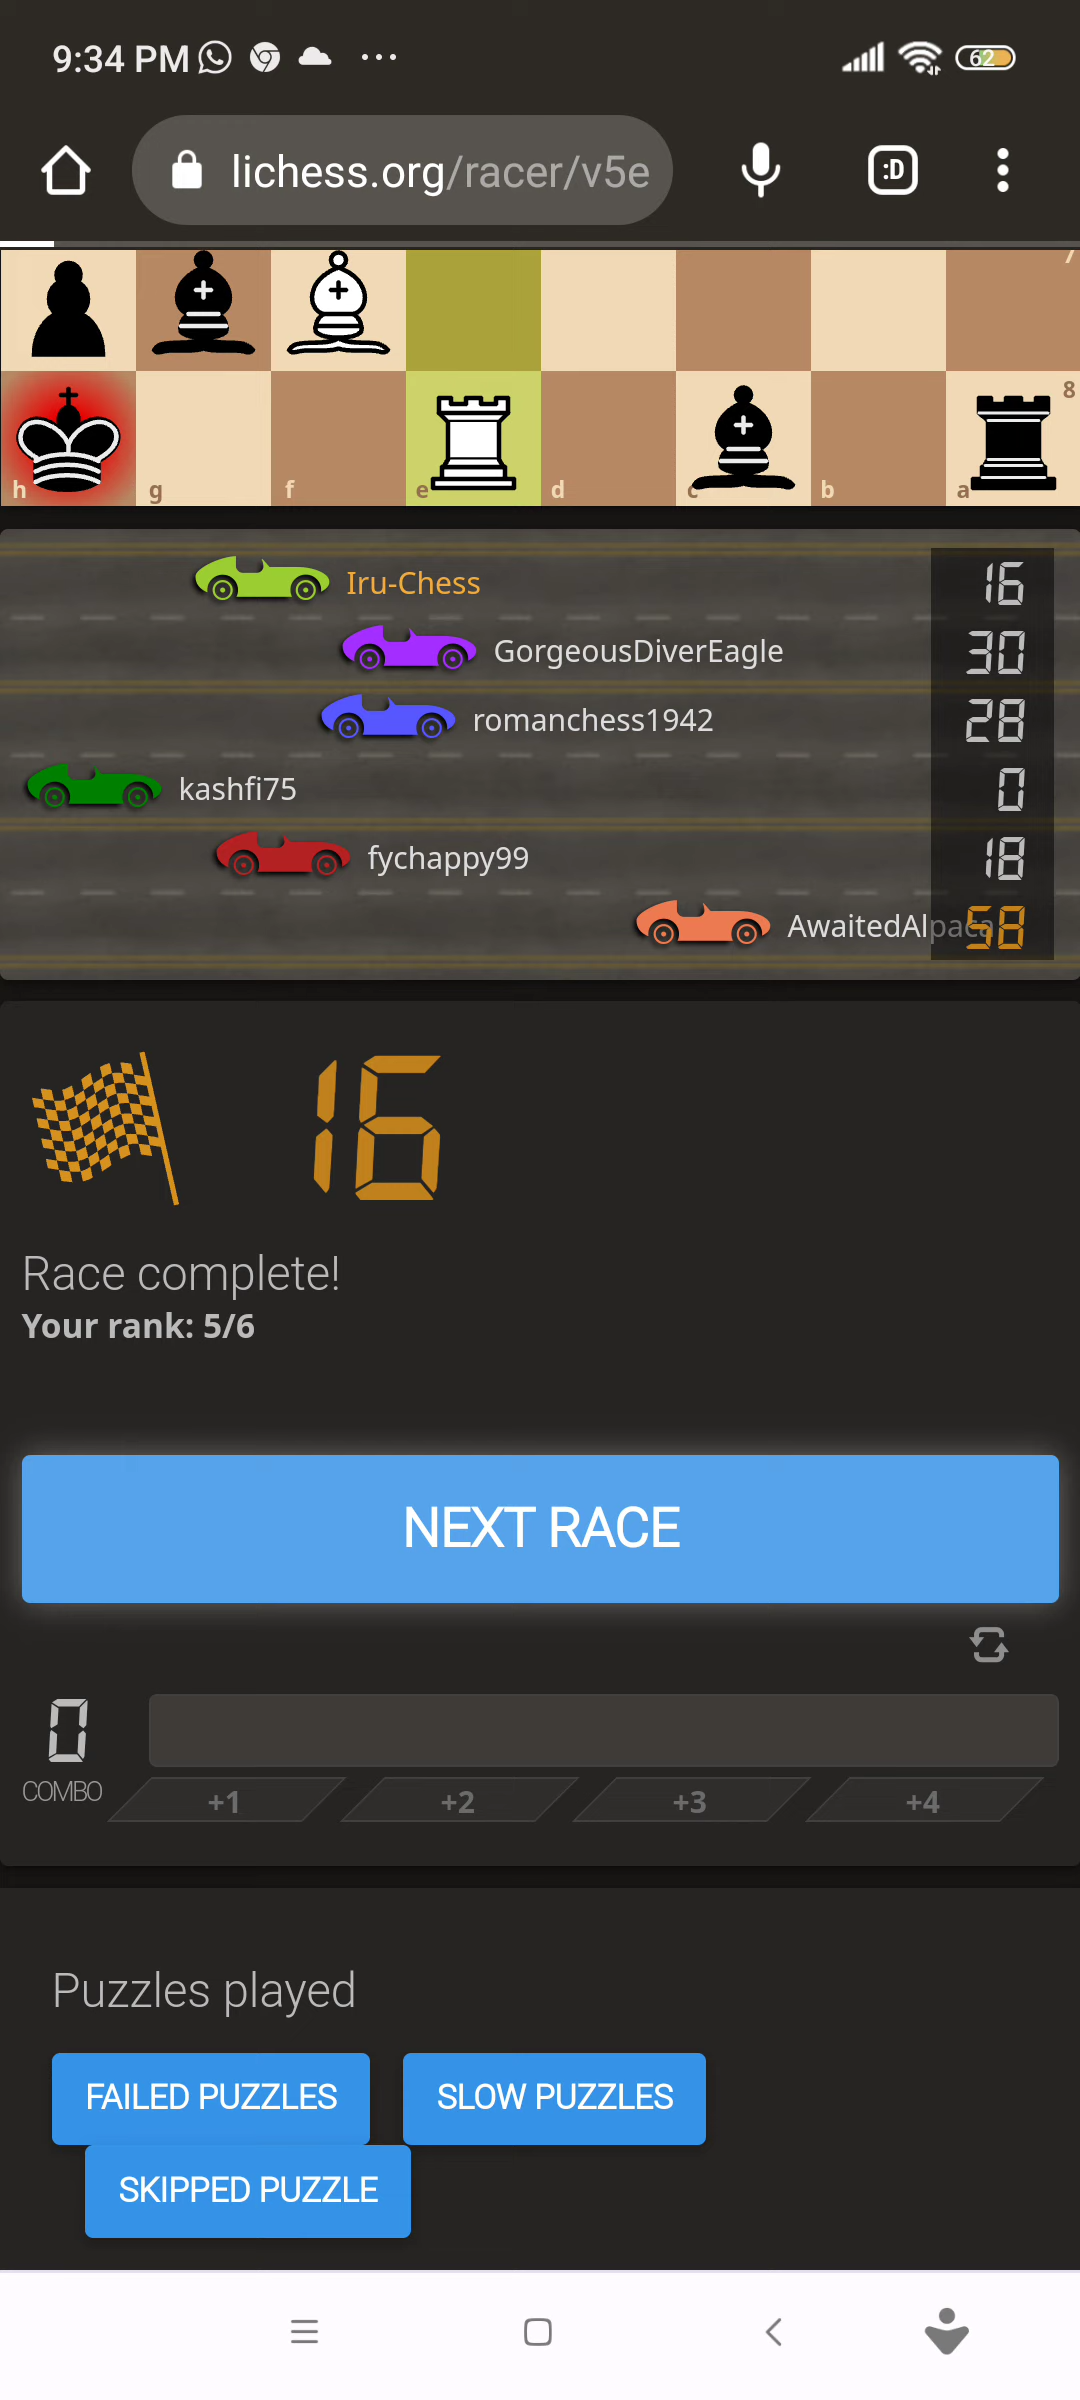 9:34 PM 62
lichess.org/racer/v5e :D
8
h g f e d c b a
Iru-Chess 16
GorgeousDiverEagle 30
romanchess1942 28
kashfi75 0
fychappy99 18
AwaitedAlpaca 58
16
Race complete!
Your rank: 5/6
NEXT RACE
0
COMBO +1 +2 +3 +4
Puzzles played
FAILED PUZZLES SLOW PUZZLES
SKIPPED PUZZLE